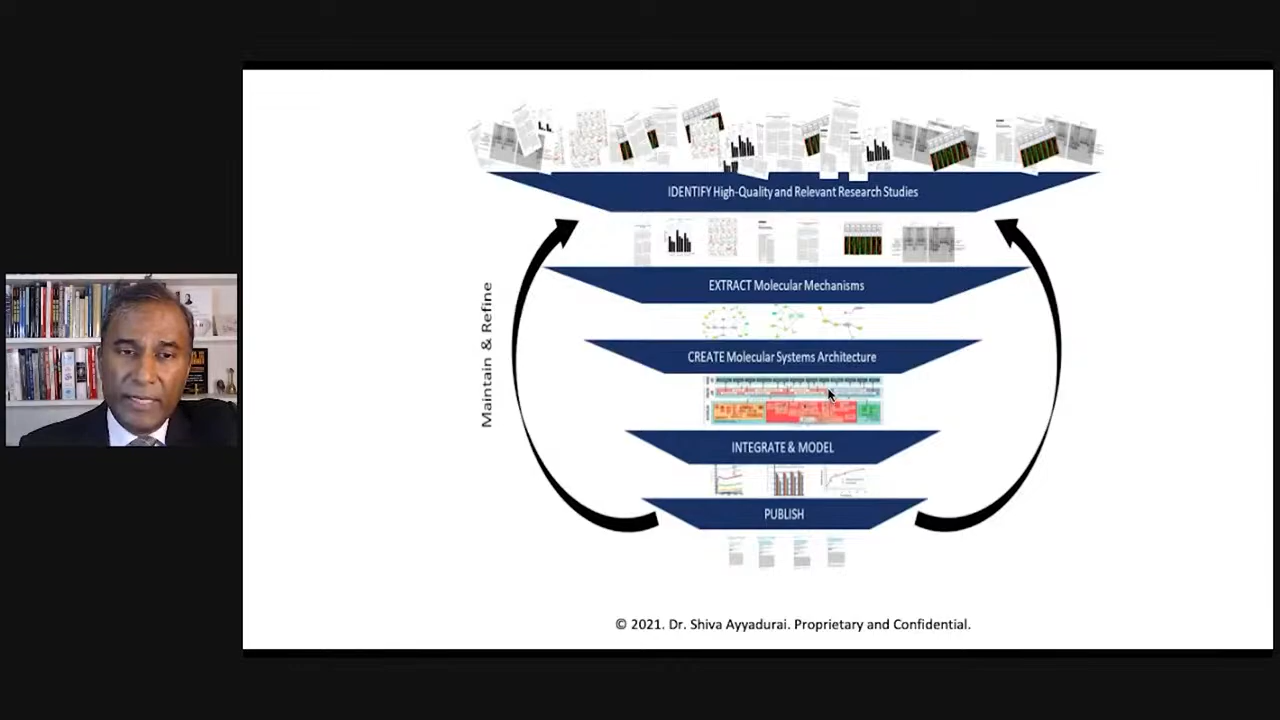 IDENTIFY High-Quality and Relevant Research Studies
EXTRACT Molecular Mechanisms
Maintain & Refine
CREATE Molecular Systems Architecture
INTEGRATE & MODEL
PUBLISH
© 2021. Dr. Shiva Ayyadurai. Proprietary and Confidential.